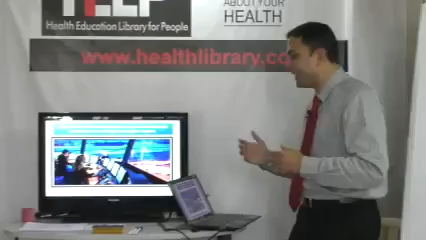 HELP
Health Education Library for People
ABOUT YOUR
HEALTH
www.healthlibrary.co